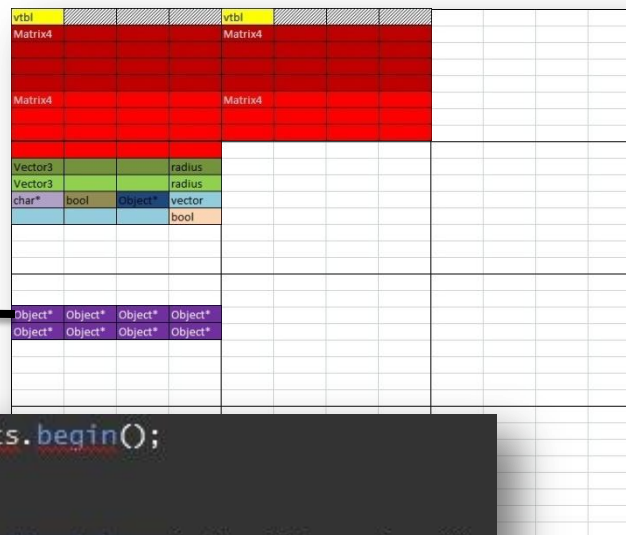 vtbl vtbl
Matrix4 Matrix4
Matrix4 Matrix4
Vector3 radius
Vector3 radius
char* bool Object* vector
bool
Object* Object* Object* Object*
Object* Object* Object* Object*
ts.begin();